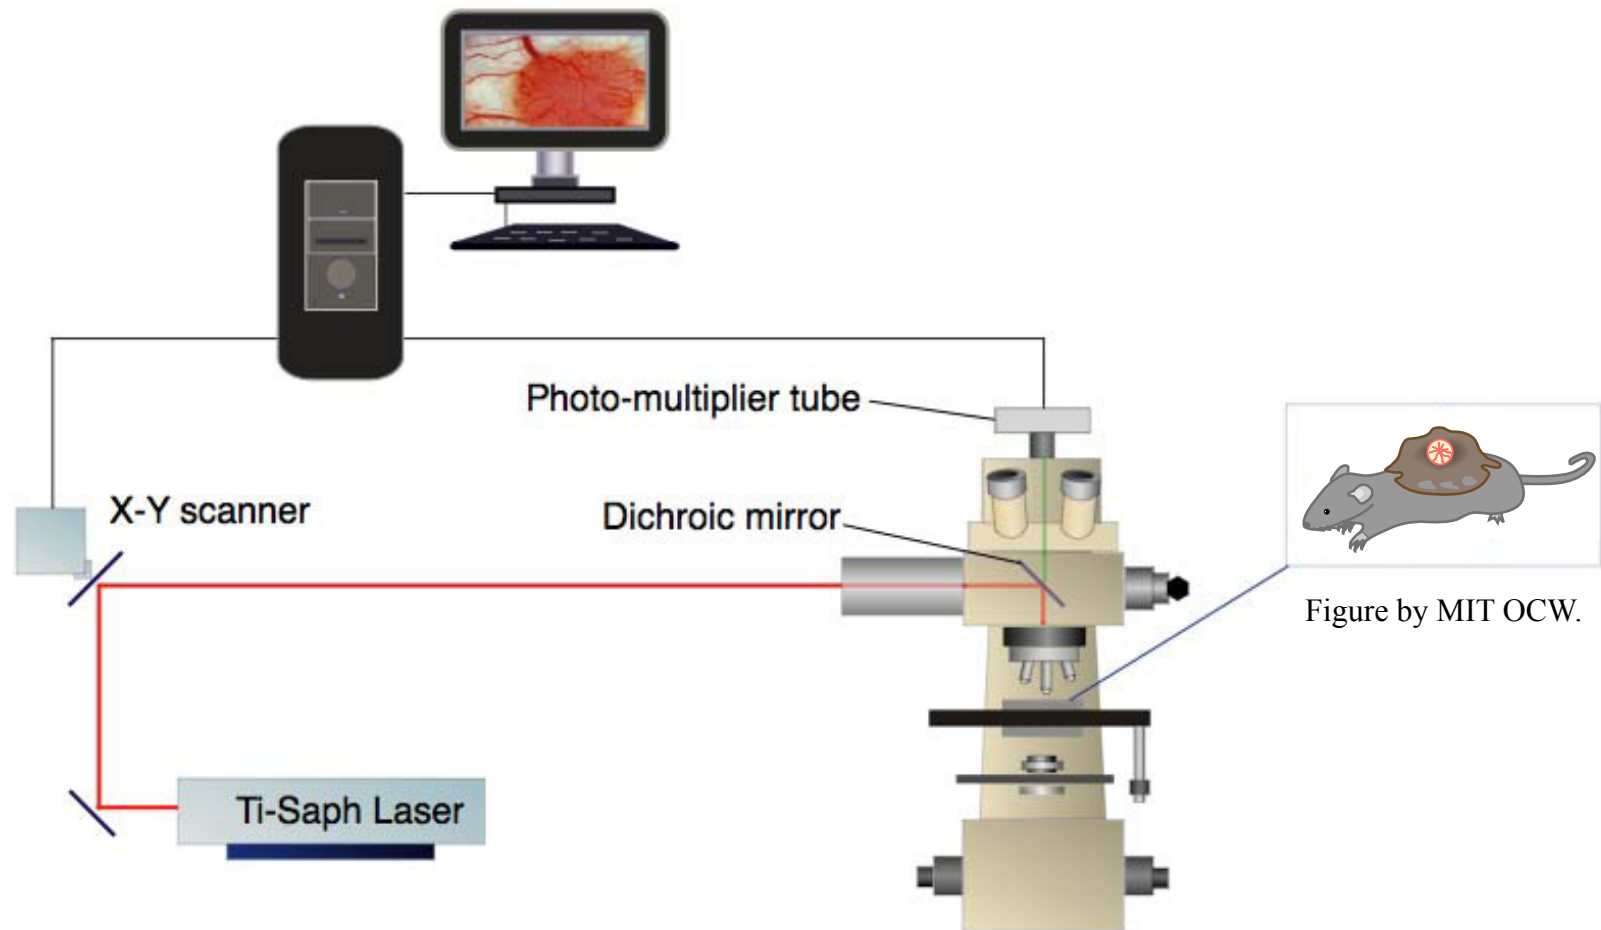 Photo-multiplier tube
X-Y scanner
Dichroic mirror
Figure by MIT OCW.
Ti-Saph Laser